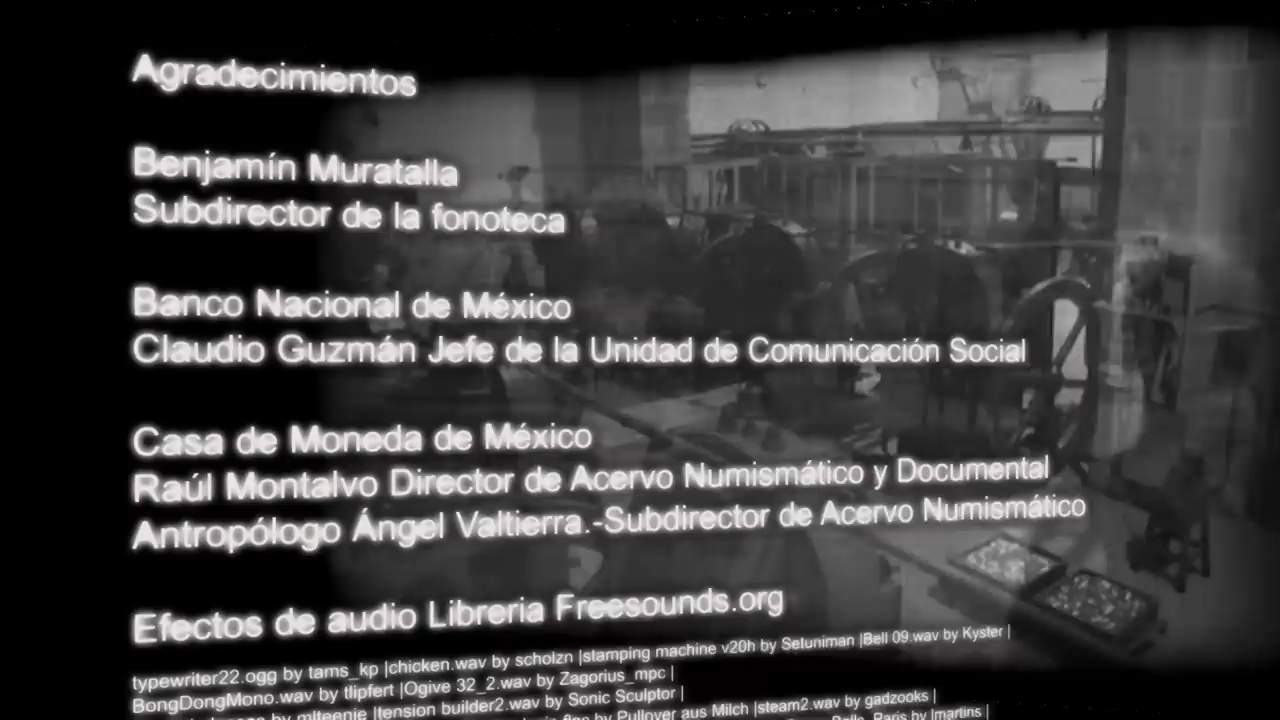 Agradecimientos
Benjamín Muratalla
Subdirector de la fonoteca
Banco Nacional de México
Claudio Guzmán Jefe de la Unidad de Comunicación Social
Casa de Moneda de México
Raúl Montalvo Director de Acervo Numismático y Documental
Antropólogo Ángel Valtierra.-Subdirector de Acervo Numismático
Efectos de audio Libreria Freesounds.org
typewriter22.ogg by tams_kp |chicken.wav by scholzn |stamping machine v20h by Setuniman |Bell 09.wav by Kyster |
BongDongMono.wav by tlipfert |Ogive 32_2.wav by Zagorius_mpc |
by mlteenie |tension builder2.wav by Sonic Sculptor |
by Pullover aus Milch |steam2.wav by gadzooks |
Paris by lmartins |